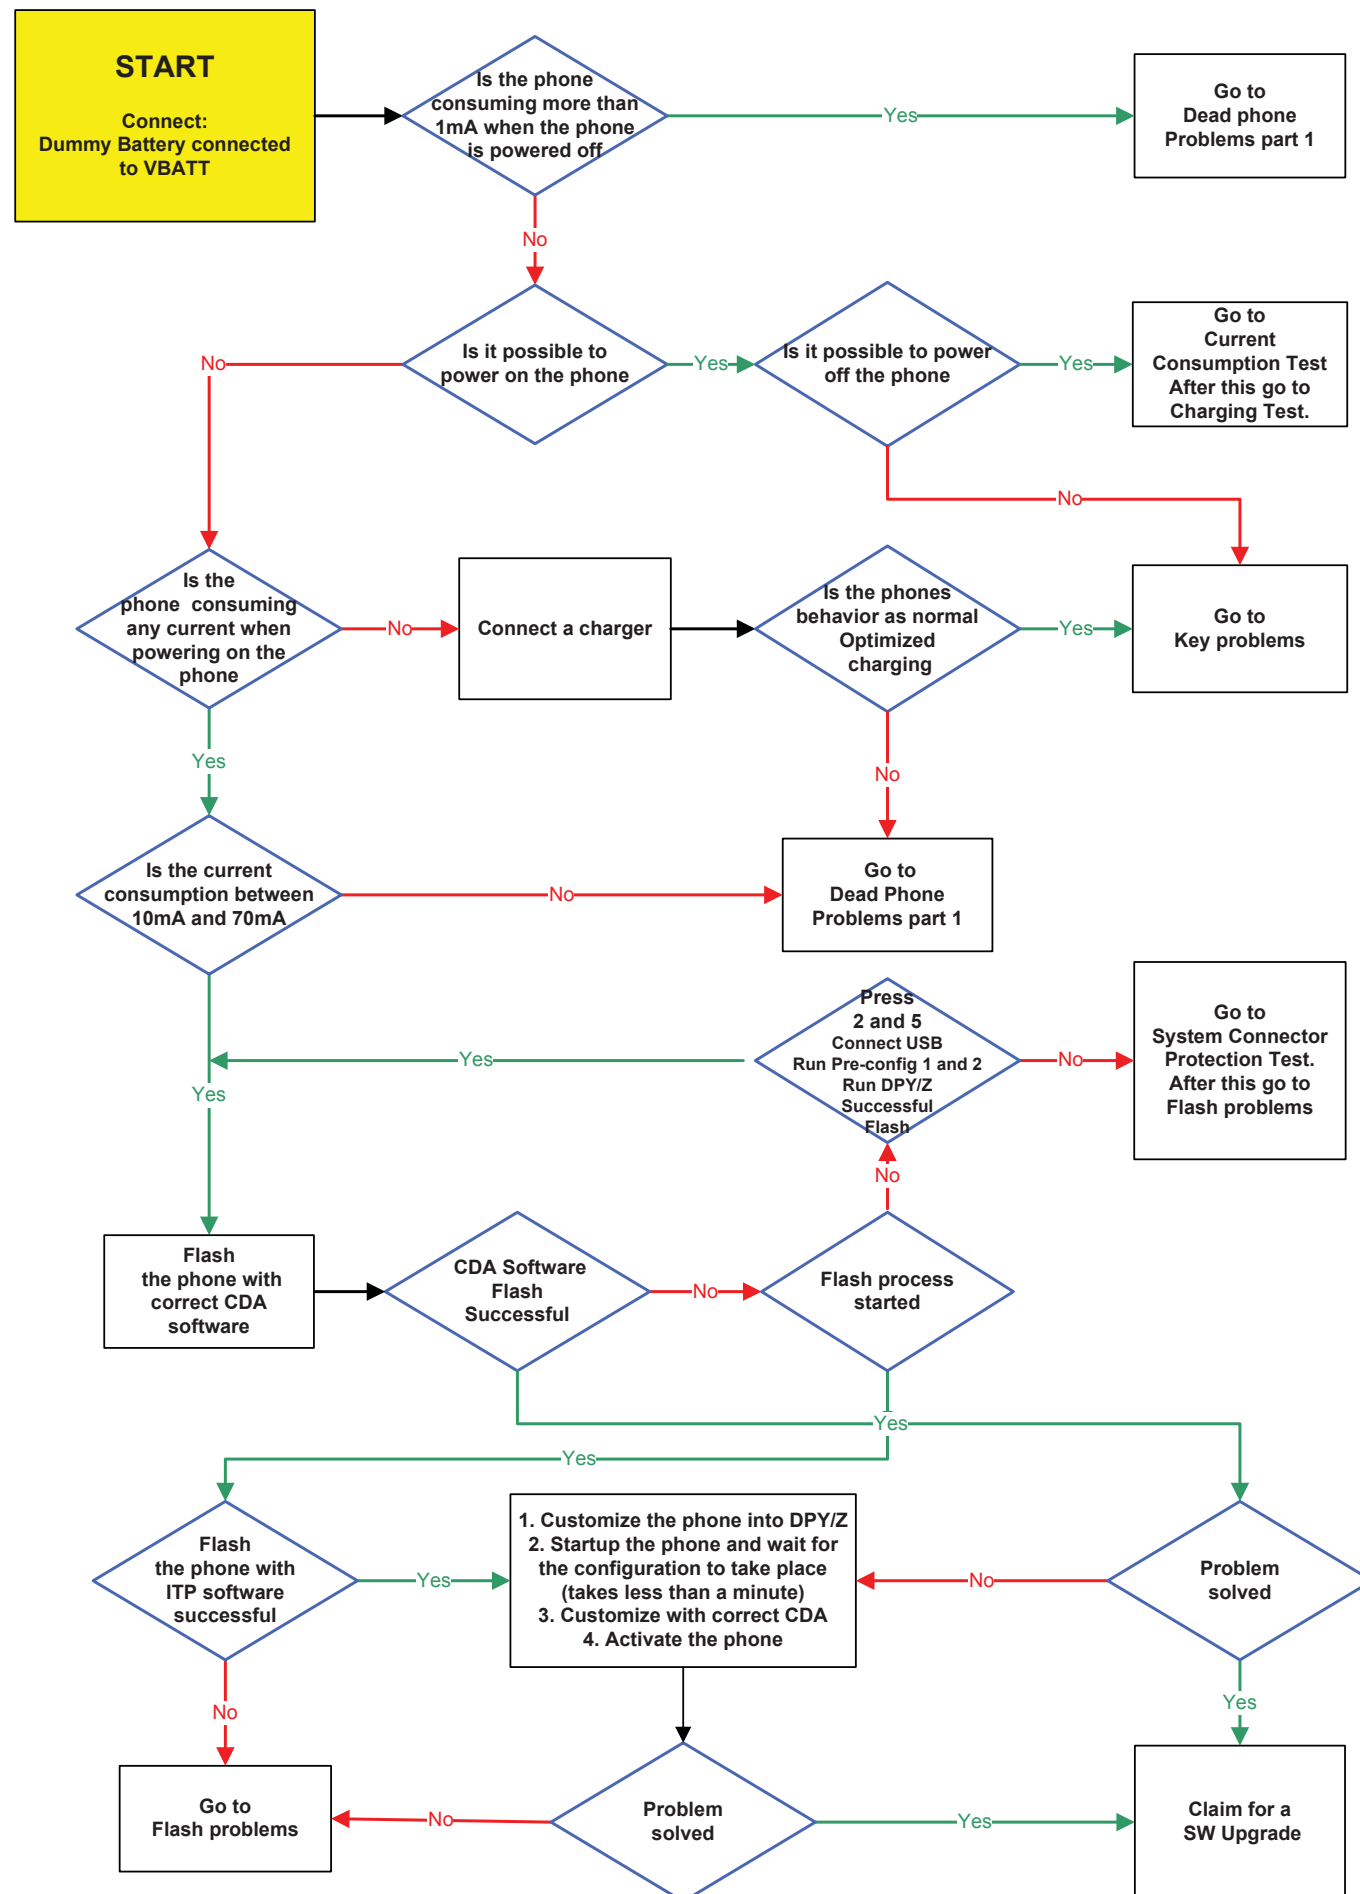 START
Connect:
Dummy Battery connected
to VBATT
Is the phone
consuming more than
1mA when the phone
is powered off
Yes
Go to
Dead phone
Problems part 1
No
Is it possible to
power on the phone
No
Yes
Is it possible to power
off the phone
Yes
Go to
Current
Consumption Test
After this go to
Charging Test.
No
Is the
phone consuming
any current when
powering on the
phone
No
Connect a charger
Is the phones
behavior as normal
Optimized
charging
Yes
Go to
Key problems
Yes
No
Is the current
consumption between
10mA and 70mA
No
Go to
Dead Phone
Problems part 1
Press
2 and 5
Connect USB
Run Pre-config 1 and 2
Run DPY/Z
Successful
Flash
Yes
No
Go to
System Connector
Protection Test.
After this go to
Flash problems
Yes
No
Flash
the phone with
correct CDA
software
CDA Software
Flash
Successful
No
Flash process
started
Yes
Yes
Flash
the phone with
ITP software
successful
Yes
1. Customize the phone into DPY/Z
2. Startup the phone and wait for
the configuration to take place
(takes less than a minute)
3. Customize with correct CDA
4. Activate the phone
No
Problem
solved
No
Yes
Go to
Flash problems
No
Problem
solved
Yes
Claim for a
SW Upgrade